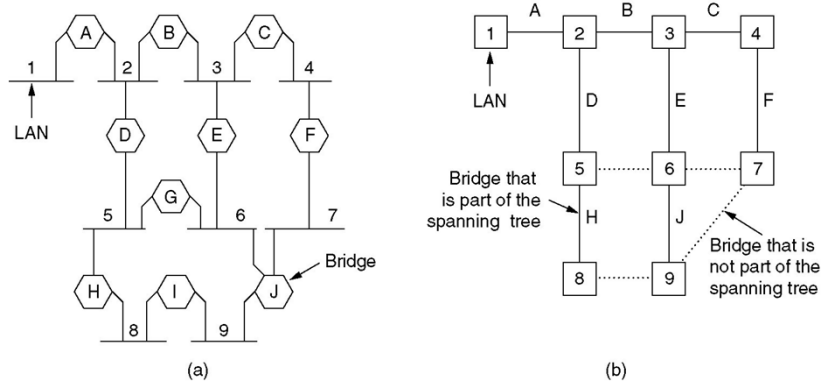 A B C
1 2 3 4
LAN
D E F
G
5 6 7
Bridge
H I J
8 9
(a)
A B C
1 2 3 4
LAN
D E F
5 6 7
Bridge that
is part of the
spanning tree
H J
Bridge that is
not part of the
spanning tree
8 9
(b)